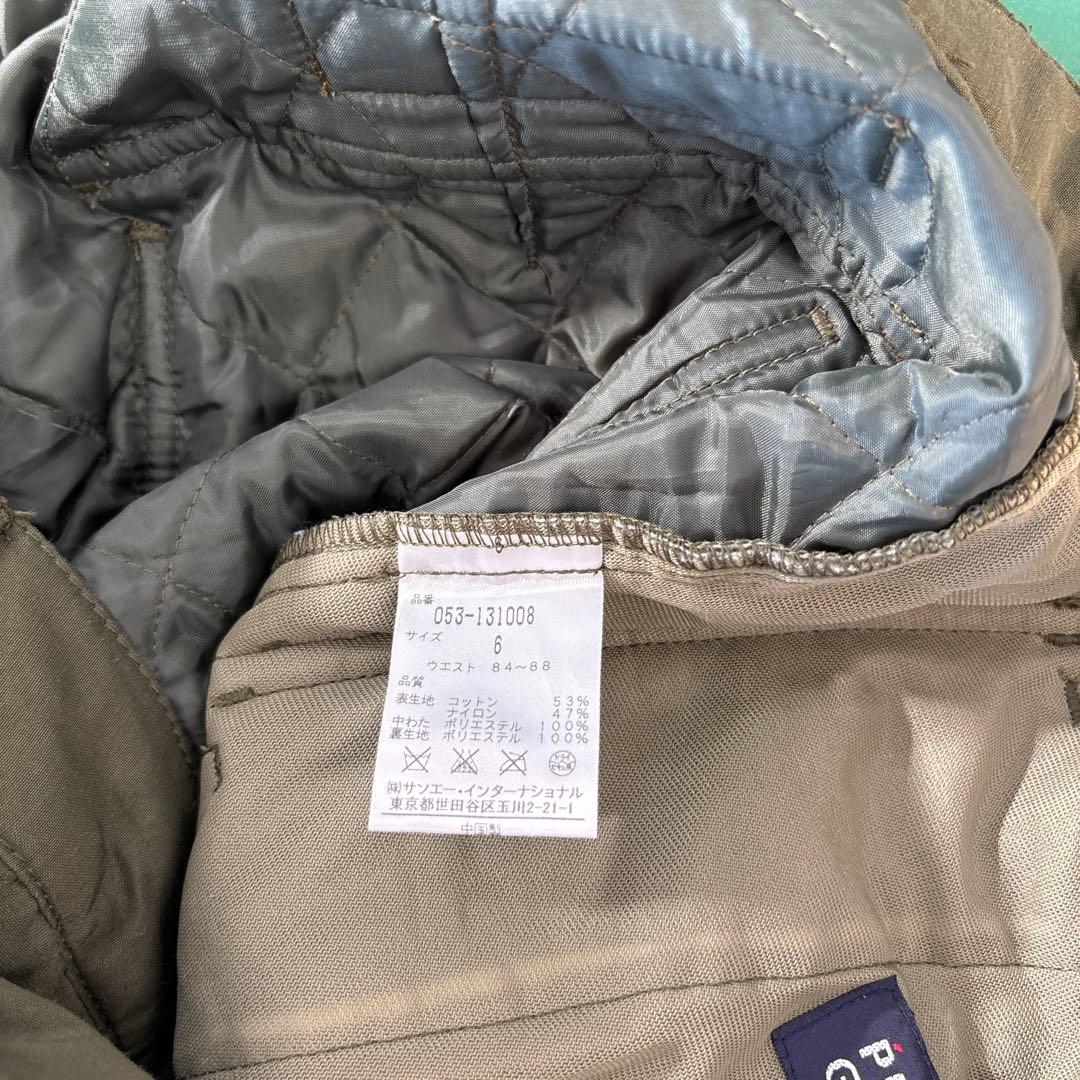 品番
053-131008
サイズ
6
ウエスト 84～88
品質
表生地 コットン 53%
ナイロン 47%
中わた ポリエステル 100%
裏生地 ポリエステル 100%
㈱サンエー・インターナショナル
東京都世田谷区玉川2-21-1
中国製
P